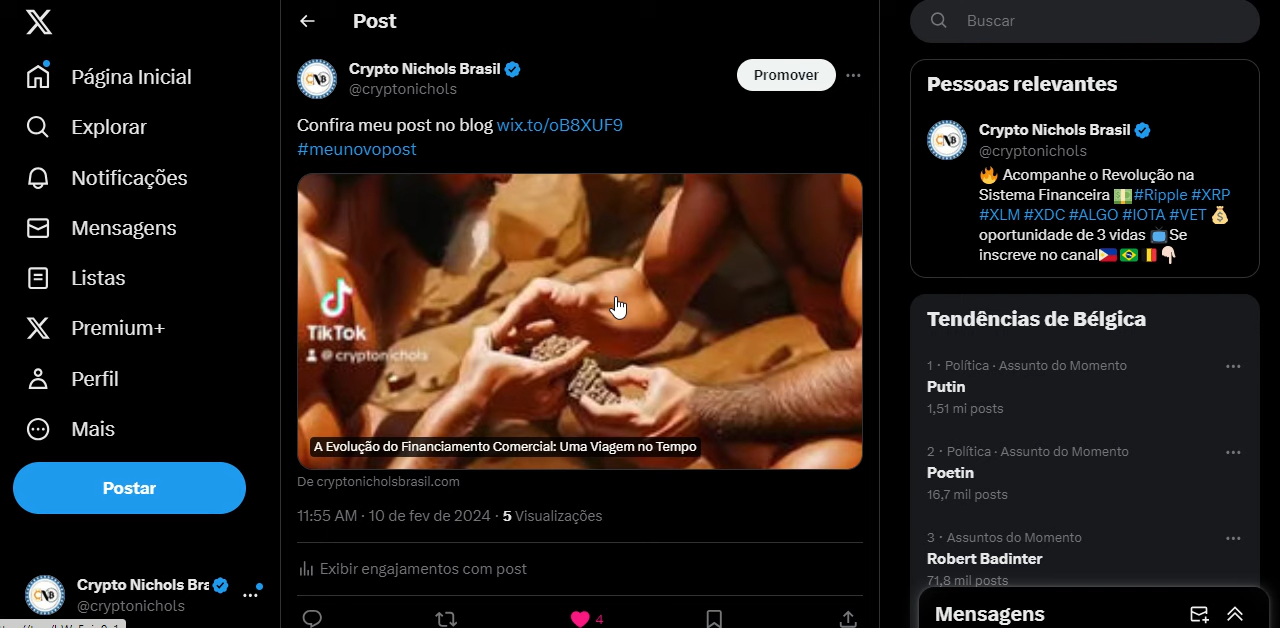 Post
Buscar
Página Inicial
Explorar
Notificações
Mensagens
Listas
Premium+
Perfil
Mais
Postar
Crypto Nichols Bra
@cryptonichols
Crypto Nichols Brasil
@cryptonichols
Promover
Confira meu post no blog wix.to/oB8XUF9
#meunovopost
TikTok
@cryptonichols
A Evolução do Financiamento Comercial: Uma Viagem no Tempo
De cryptonicholsbrasil.com
11:55 AM · 10 de fev de 2024 · 5 Visualizações
Exibir engajamentos com post
4
Pessoas relevantes
Crypto Nichols Brasil
@cryptonichols
🔥 Acompanhe o Revolução na
Sistema Financeira 💵#Ripple #XRP
#XLM #XDC #ALGO #IOTA #VET 💰
oportunidade de 3 vidas 📺Se
inscreve no canal🇵🇭 🇧🇷 🇧🇪 👇🏻
Tendências de Bélgica
1 · Política · Assunto do Momento
Putin
1,51 mi posts
2 · Política · Assunto do Momento
Poetin
16,7 mil posts
3 · Assuntos do Momento
Robert Badinter
71,8 mil posts
Mensagens